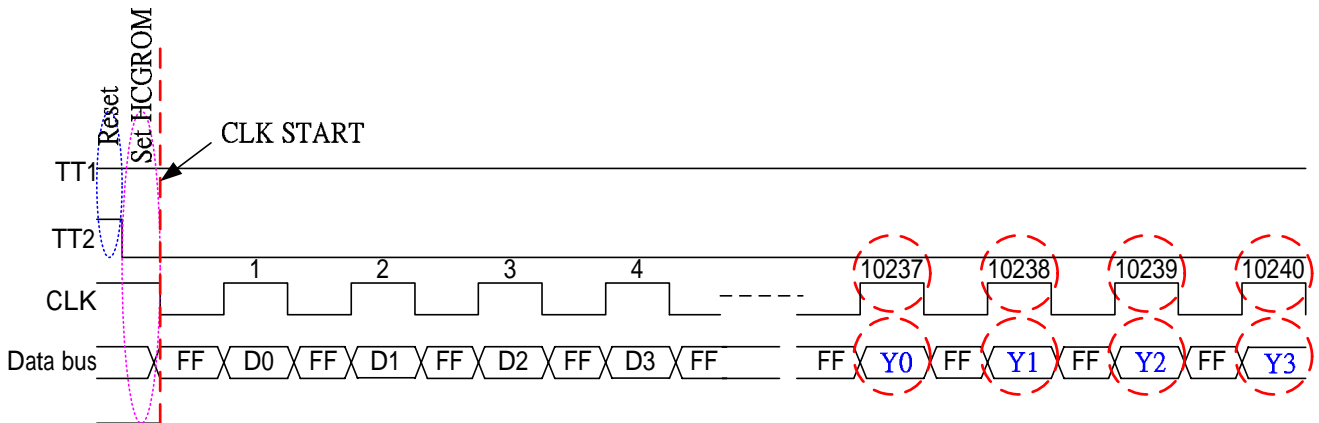 Reset
Set HCGROM
CLK START
TT1
TT2
1 2 3 4 10237 10238 10239 10240
CLK
Data bus FF D0 FF D1 FF D2 FF D3 FF FF Y0 FF Y1 FF Y2 FF Y3